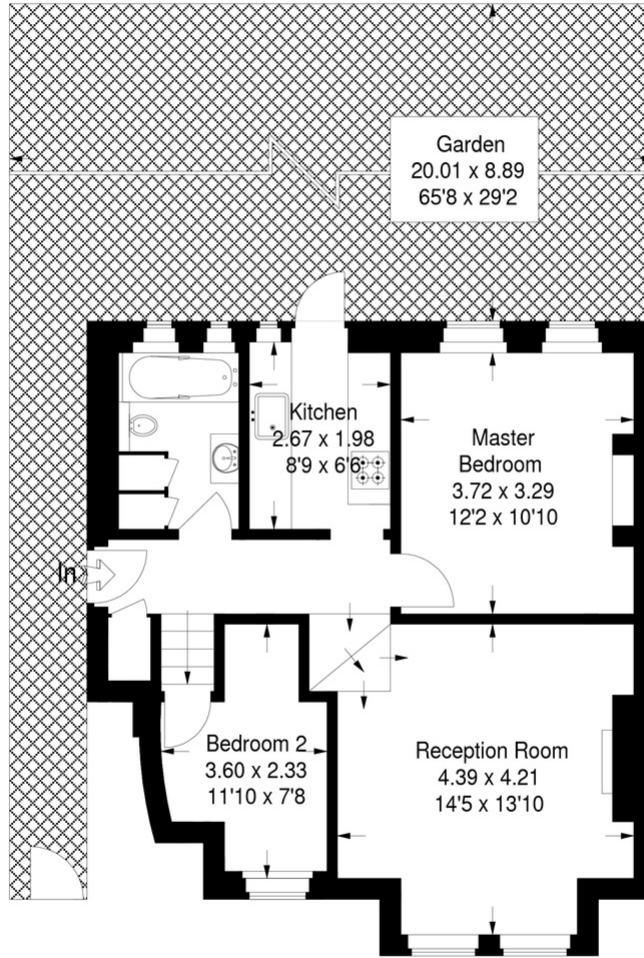 Garden
20.01 x 8.89
65'8 x 29'2
Kitchen
2.67 x 1.98
8'9 x 6'6
Master
Bedroom
3.72 x 3.29
12'2 x 10'10
In
Bedroom 2
3.60 x 2.33
11'10 x 7'8
Reception Room
4.39 x 4.21
14'5 x 13'10